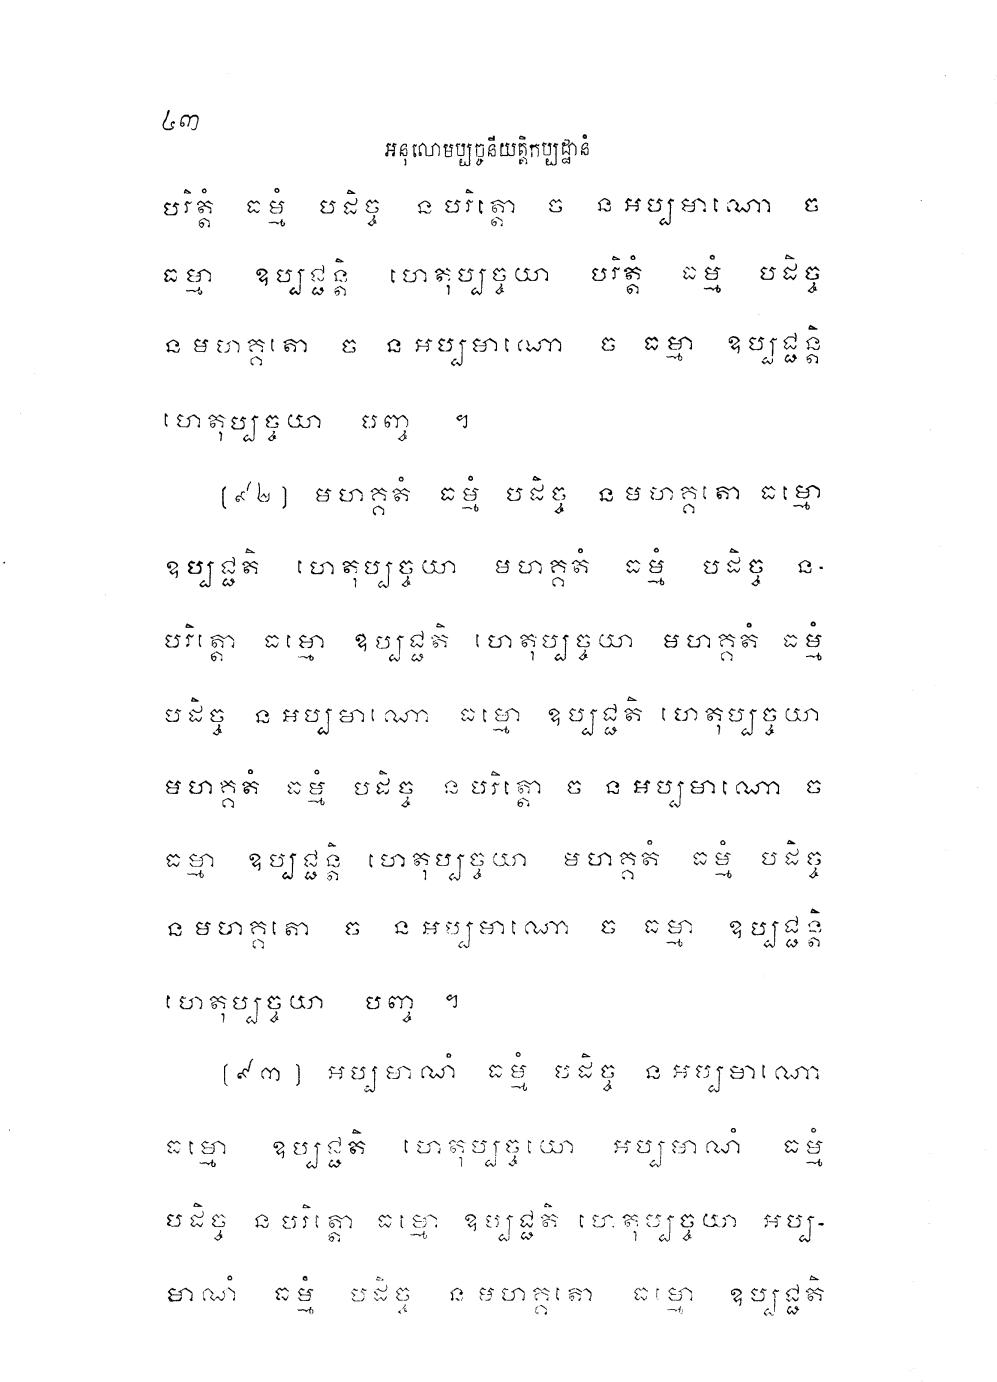 ៤៣
អនុលោមប្បច្ចនីយត្តិកប្បដ្ឋានំ
បរិត្តំ ធម្មំ បដិច្ច នបរិត្តោ ច នអប្បមាណោ ច
ធម្មា ឧប្បជ្ជន្តិ ហេតុប្បច្ចយា បរិត្តំ ធម្មំ បដិច្ច
នមហគ្គតោ ច នអប្បមាណោ ច ធម្មា ឧប្បជ្ជន្តិ
ហេតុប្បច្ចយា បញ្ច ។
(៩២) មហគ្គតំ ធម្មំ បដិច្ច នមហគ្គតោ ធម្មោ
ឧប្បជ្ជតិ ហេតុប្បច្ចយា មហគ្គតំ ធម្មំ បដិច្ច ន-
បរិត្តោ ធម្មោ ឧប្បជ្ជតិ ហេតុប្បច្ចយា មហគ្គតំ ធម្មំ
បដិច្ច នអប្បមាណោ ធម្មោ ឧប្បជ្ជតិ ហេតុប្បច្ចយា
មហគ្គតំ ធម្មំ បដិច្ច នបរិត្តោ ច នអប្បមាណោ ច
ធម្មា ឧប្បជ្ជន្តិ ហេតុប្បច្ចយា មហគ្គតំ ធម្មំ បដិច្ច
នមហគ្គតោ ច នអប្បមាណោ ច ធម្មា ឧប្បជ្ជន្តិ
ហេតុប្បច្ចយា បញ្ច ។
(៩៣) អប្បមាណំ ធម្មំ បដិច្ច នអប្បមាណោ
ធម្មោ ឧប្បជ្ជតិ ហេតុប្បច្ចយោ អប្បមាណំ ធម្មំ
បដិច្ច នបរិត្តោ ធម្មោ ឧប្បជ្ជតិ ហេតុប្បច្ចយា អប្ប-
មាណំ ធម្មំ បដិច្ច នមហគ្គតោ ធម្មោ ឧប្បជ្ជតិ